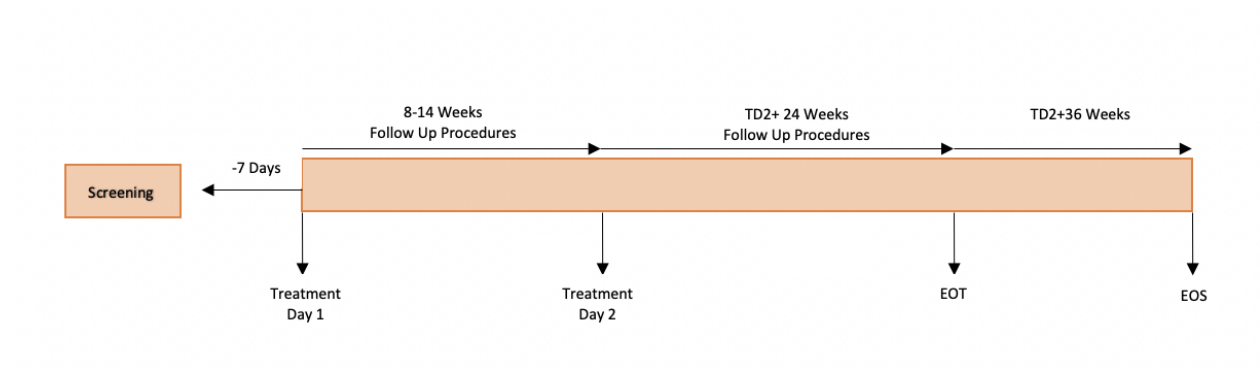 8-14 Weeks
Follow Up Procedures
TD2+ 24 Weeks
Follow Up Procedures
TD2+36 Weeks
-7 Days
Screening
Treatment
Day 1
Treatment
Day 2
EOT
EOS